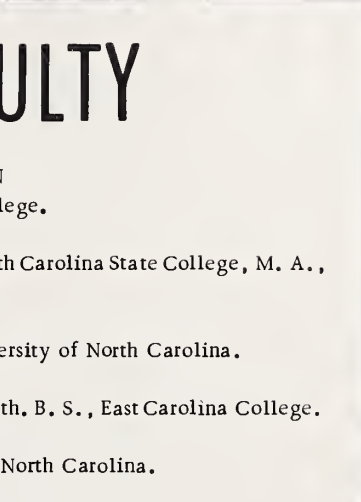 ULTY
lege.
th Carolina State College, M. A.,
ersity of North Carolina.
th. B. S., East Carolina College.
North Carolina.